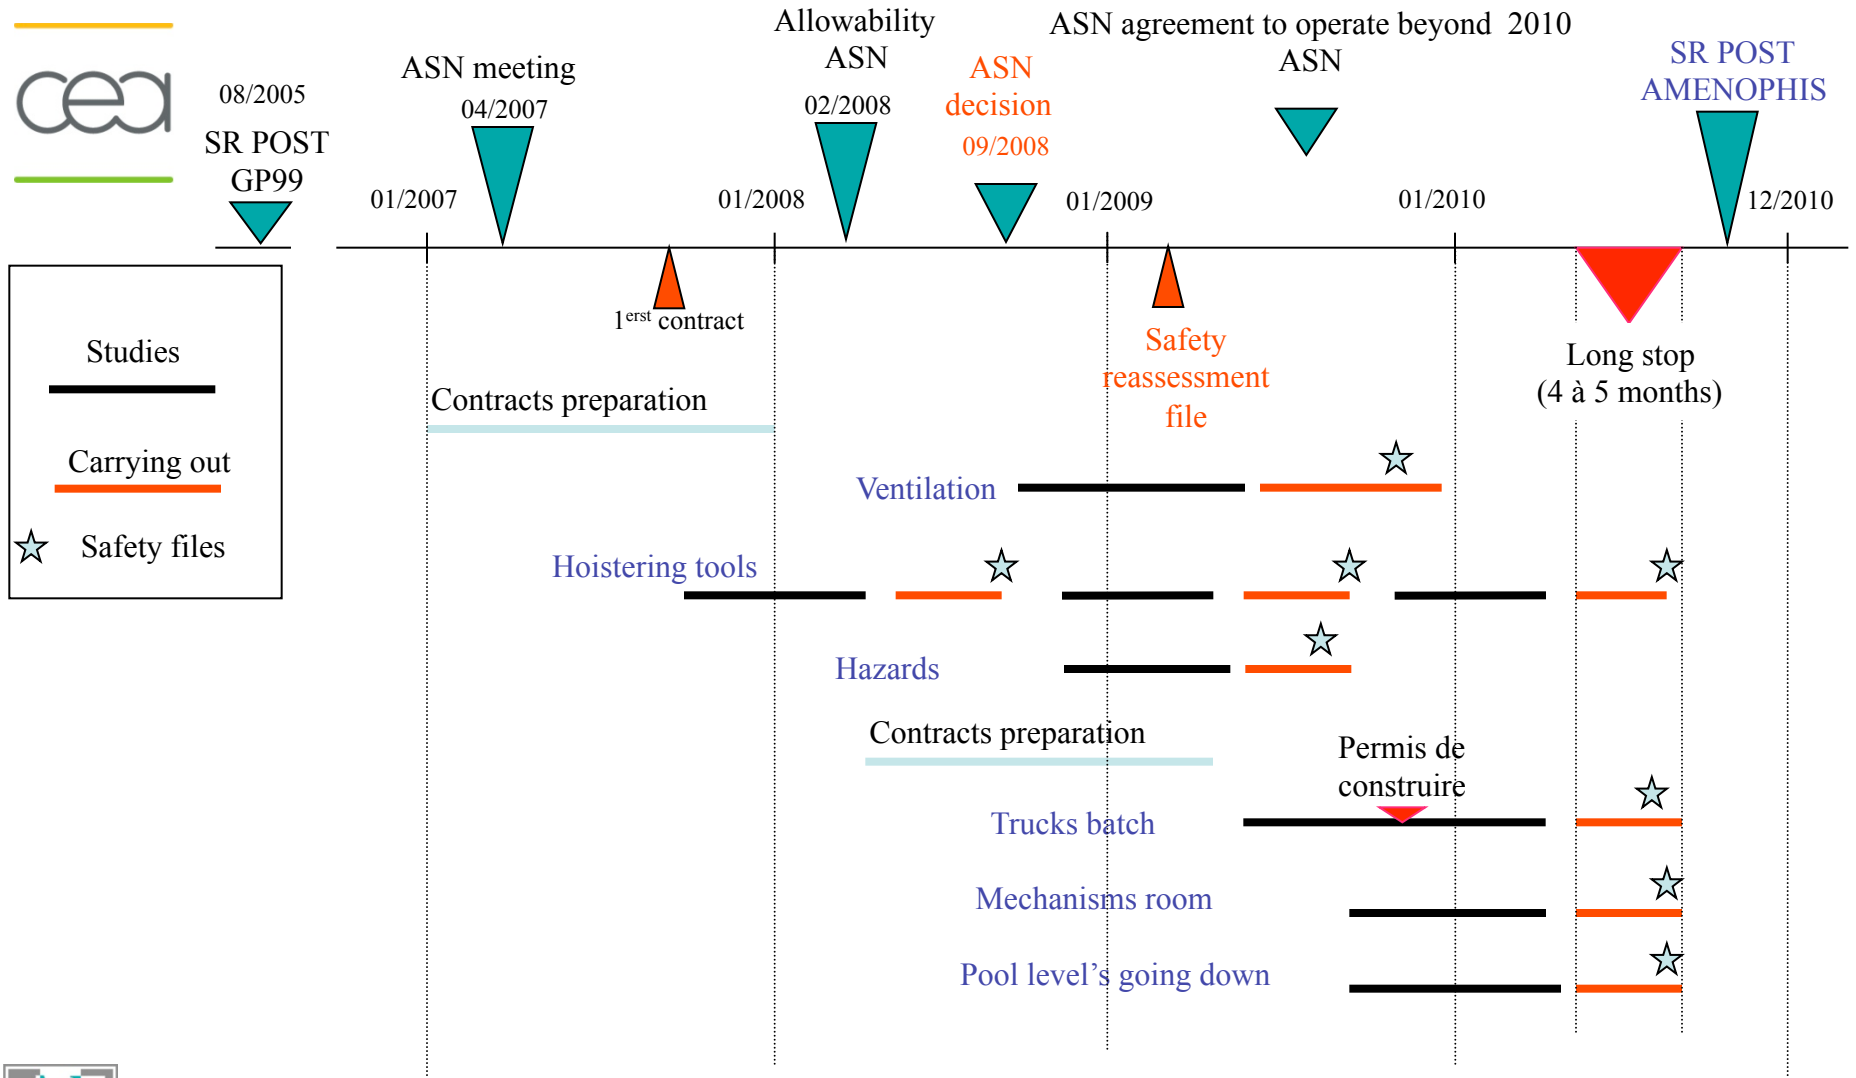 cea
08/2005
SR POST
GP99
ASN meeting
04/2007
Allowability
ASN
02/2008
ASN
decision
09/2008
ASN agreement to operate beyond 2010
ASN
SR POST
AMENOPHIS
01/2007
01/2008
01/2009
01/2010
12/2010
1erst contract
Safety
reassessment
file
Long stop
(4 à 5 months)
Studies
Carrying out
Safety files
Contracts preparation
Ventilation
Hoistering tools
Hazards
Contracts preparation
Permis de
construire
Trucks batch
Mechanisms room
Pool level’s going down